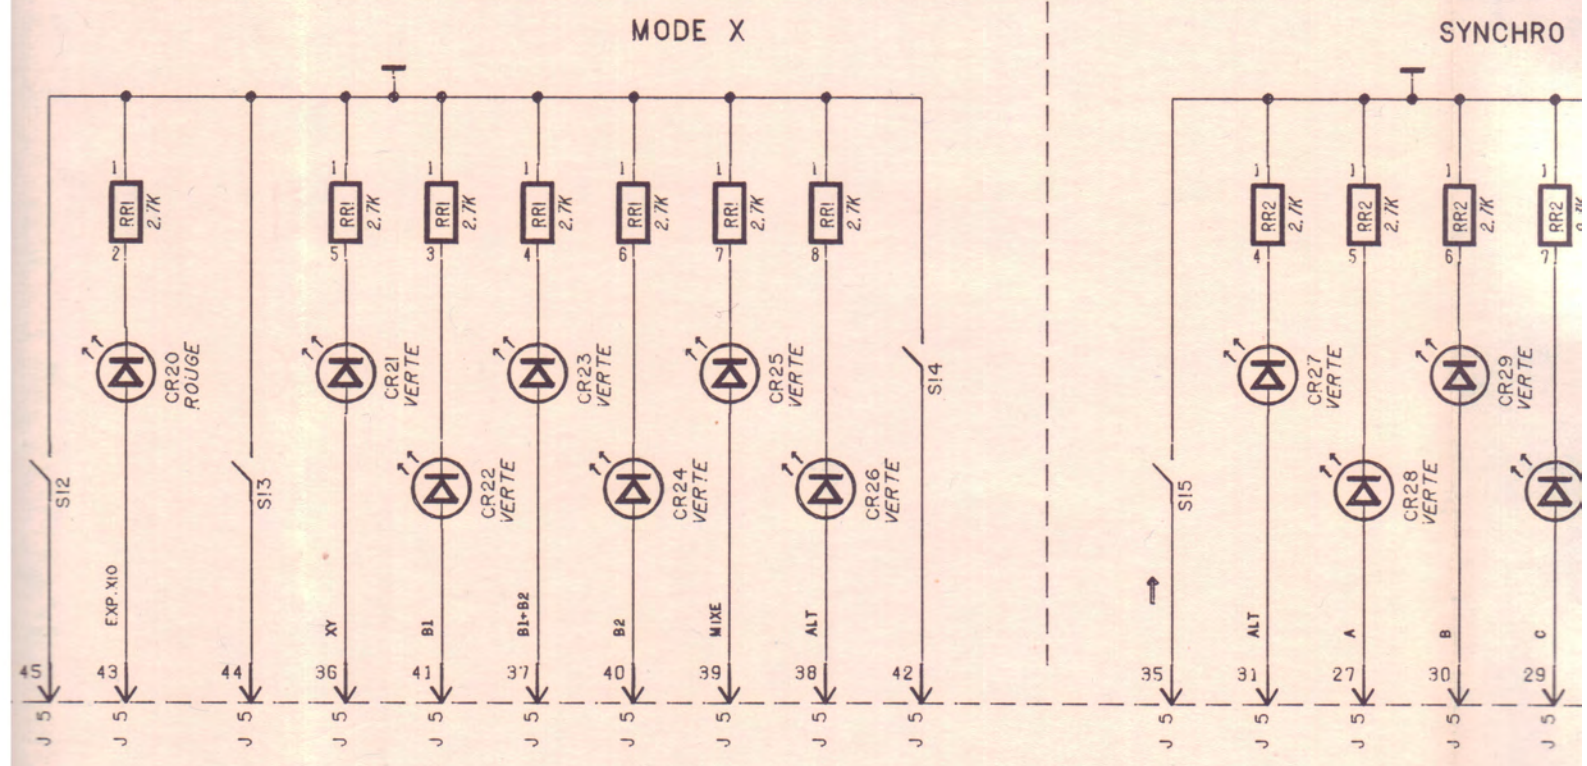 MODE X
SYNCHRO
1 1 1 1 1 1 1 1 1 1 1
RR1 2.7K RR1 2.7K RR1 2.7K RR1 2.7K RR1 2.7K RR1 2.7K RR1 2.7K RR2 2.7K RR2 2.7K RR2 2.7K RR2
2 5 3 4 6 7 8 4 5 6 7
CR20 ROUGE
CR21 VERTE
CR23 VERTE
CR25 VERTE
S14
CR27 VERTE
CR29 VERTE
S12
S13
CR22 VERTE
CR24 VERTE
CR26 VERTE
S15
CR28 VERTE
EXP.X10
XY
B1
B1+B2
B2
MIXE
ALT
ALT
A
B
C
45 43 44 36 41 37 40 39 38 42 35 31 27 30 29
J5 J5 J5 J5 J5 J5 J5 J5 J5 J5 J5 J5 J5 J5 J5